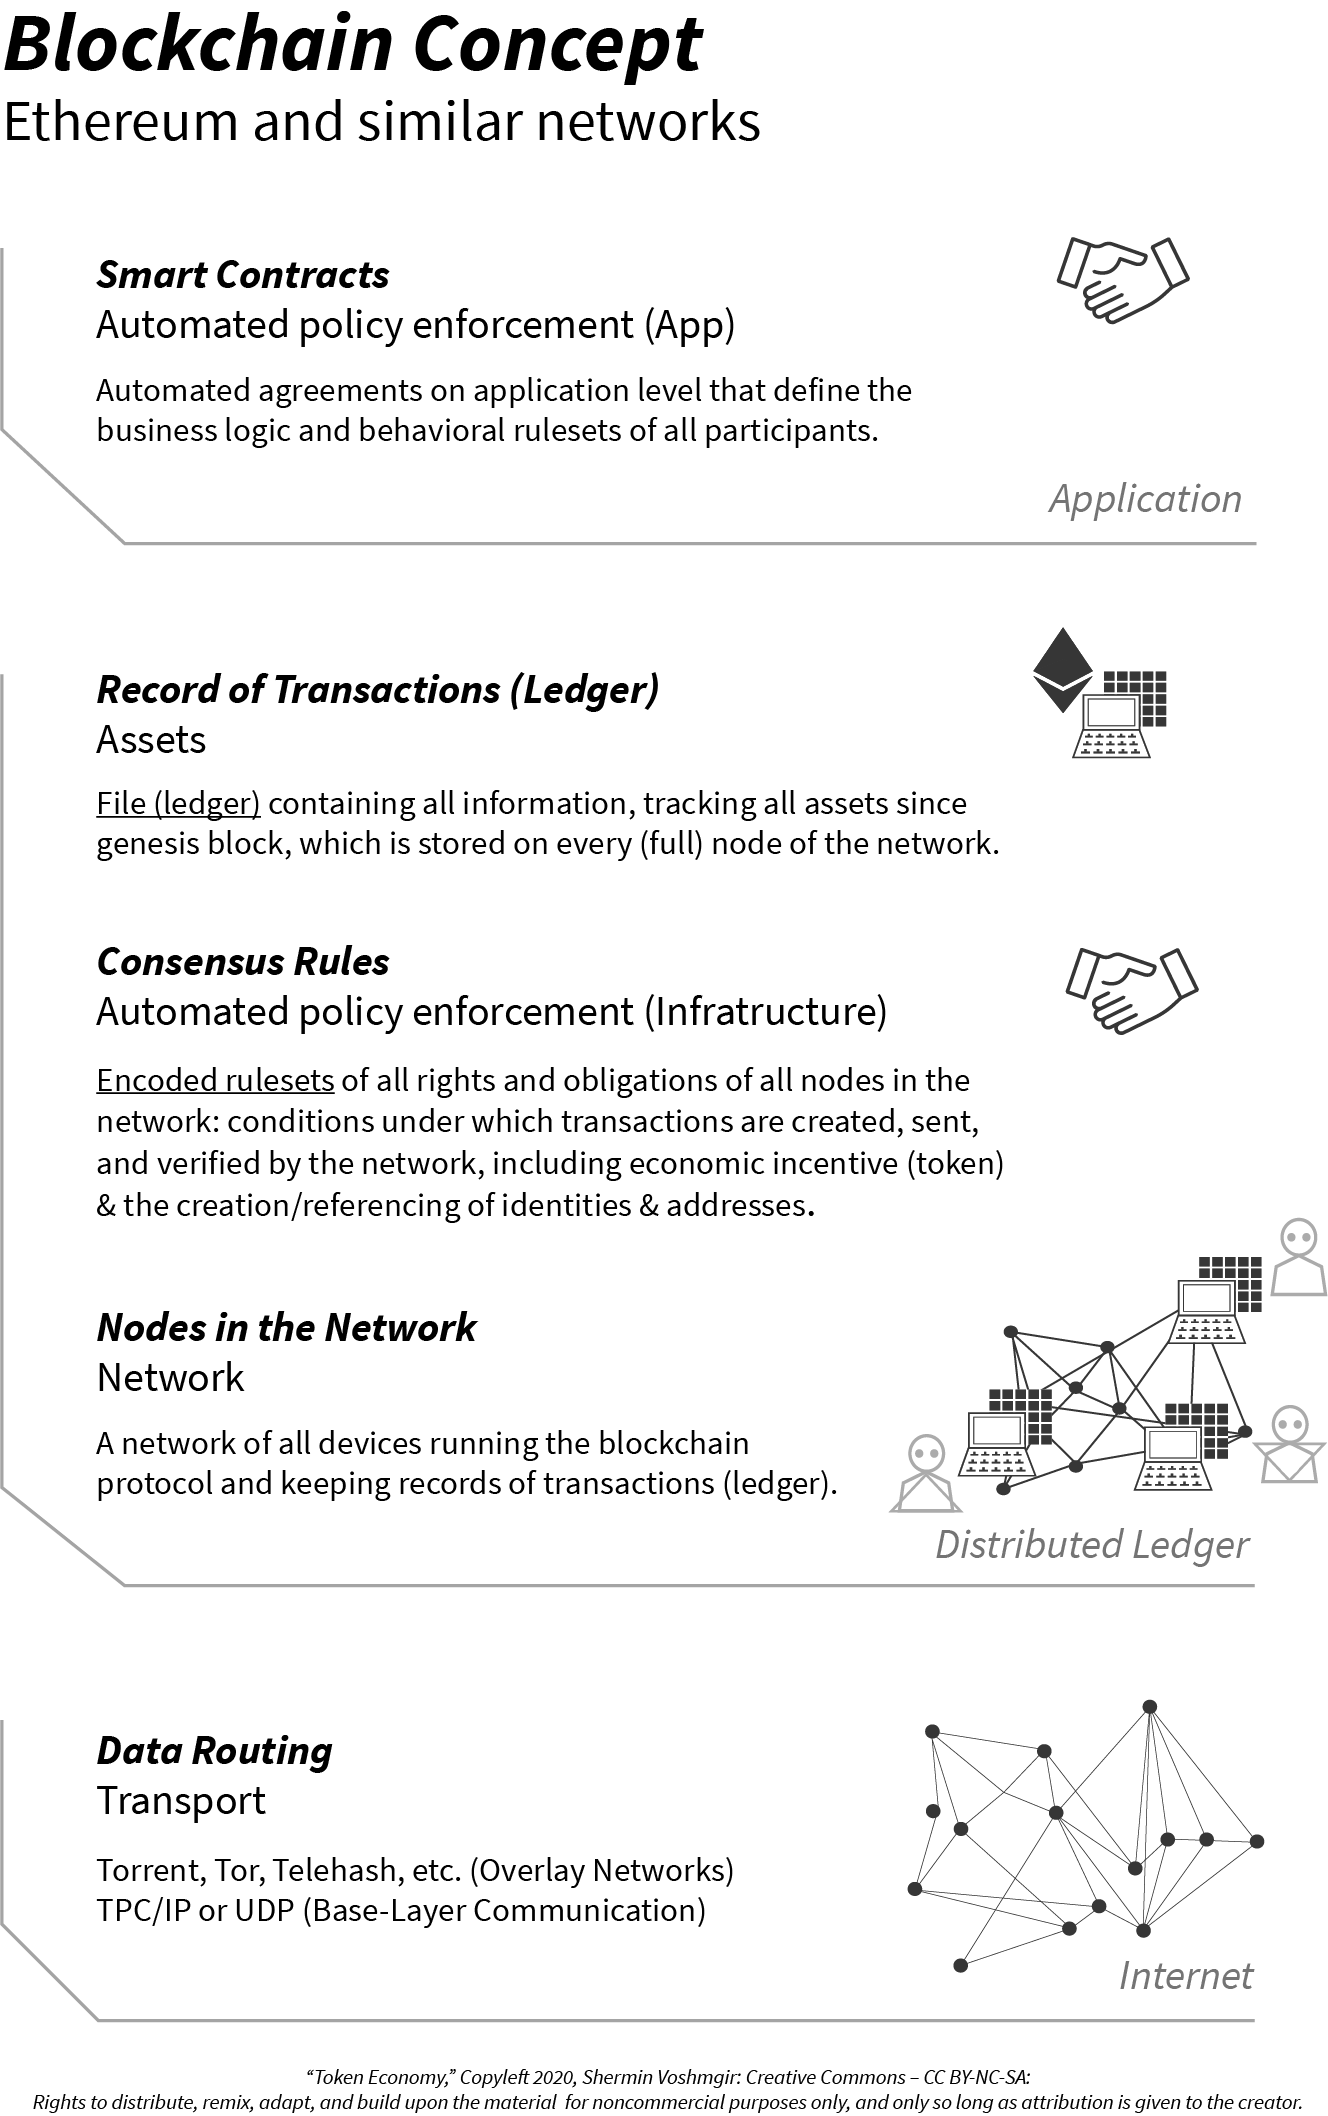 Blockchain Concept
Ethereum and similar networks
Smart Contracts
Automated policy enforcement (App)
Automated agreements on application level that define the
business logic and behavioral rulesets of all participants.
Application
Record of Transactions (Ledger)
Assets
File (ledger) containing all information, tracking all assets since
genesis block, which is stored on every (full) node of the network.
Consensus Rules
Automated policy enforcement (Infratructure)
Encoded rulesets of all rights and obligations of all nodes in the
network: conditions under which transactions are created, sent,
and verified by the network, including economic incentive (token)
& the creation/referencing of identities & addresses.
Nodes in the Network
Network
A network of all devices running the blockchain
protocol and keeping records of transactions (ledger).
Distributed Ledger
Data Routing
Transport
Torrent, Tor, Telehash, etc. (Overlay Networks)
TPC/IP or UDP (Base-Layer Communication)
Internet
“Token Economy,” Copyleft 2020, Shermin Voshmgir: Creative Commons – CC BY-NC-SA:
Rights to distribute, remix, adapt, and build upon the material for noncommercial purposes only, and only so long as attribution is given to the creator.